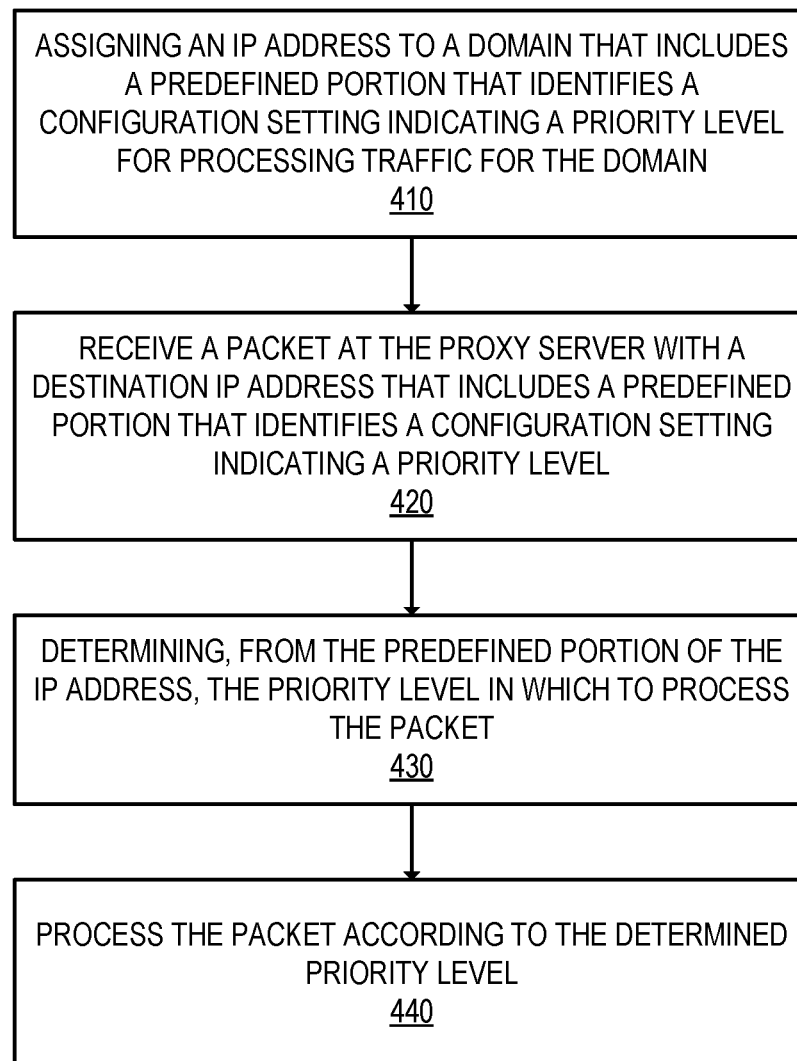 ASSIGNING AN IP ADDRESS TO A DOMAIN THAT INCLUDES
A PREDEFINED PORTION THAT IDENTIFIES A
CONFIGURATION SETTING INDICATING A PRIORITY LEVEL
FOR PROCESSING TRAFFIC FOR THE DOMAIN
410
RECEIVE A PACKET AT THE PROXY SERVER WITH A
DESTINATION IP ADDRESS THAT INCLUDES A PREDEFINED
PORTION THAT IDENTIFIES A CONFIGURATION SETTING
INDICATING A PRIORITY LEVEL
420
DETERMINING, FROM THE PREDEFINED PORTION OF THE
IP ADDRESS, THE PRIORITY LEVEL IN WHICH TO PROCESS
THE PACKET
430
PROCESS THE PACKET ACCORDING TO THE DETERMINED
PRIORITY LEVEL
440